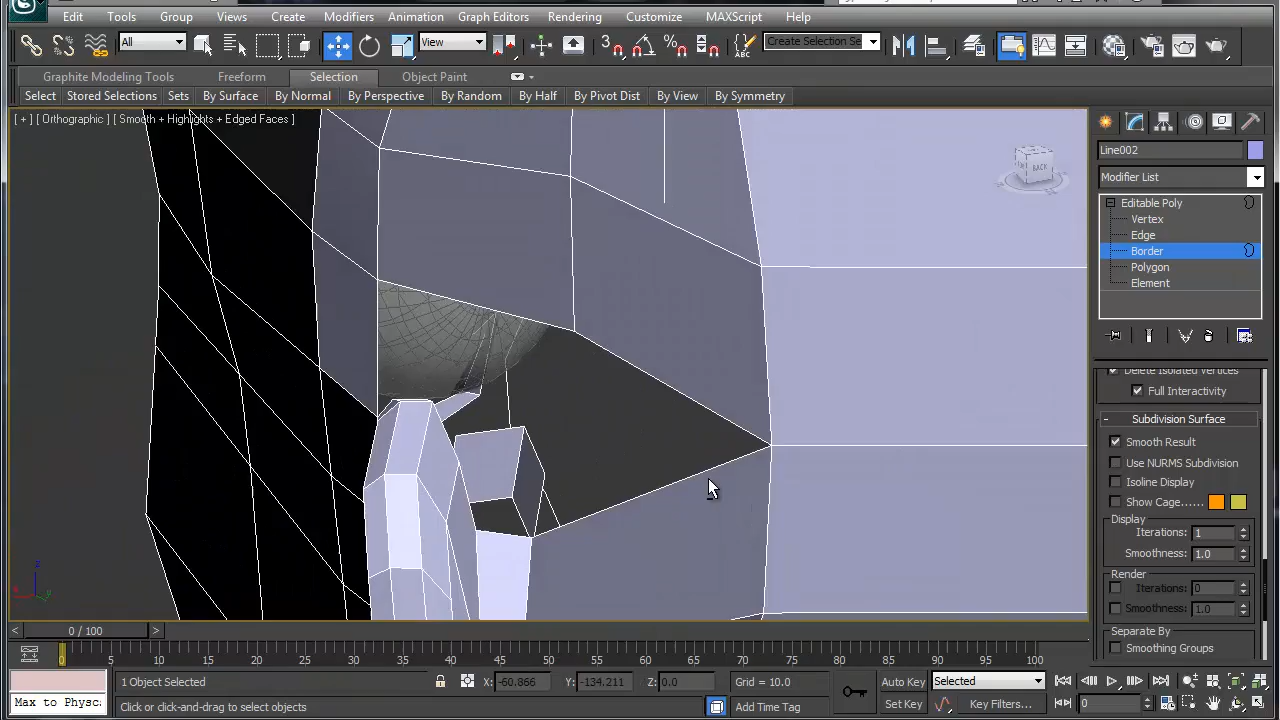 Edit Tools Group Views Create Modifiers Animation Graph Editors Rendering Customize MAXScript Help
All View 3 % ABC Create Selection Se
Graphite Modeling Tools Freeform Selection Object Paint
Select Stored Selections Sets By Surface By Normal By Perspective By Random By Half By Pivot Dist By View By Symmetry
[ + ] [ Orthographic ] [ Smooth + Highlights + Edged Faces ]
BACK
Line002
Modifier List
Editable Poly
Vertex
Edge
Border
Polygon
Element
Delete Isolated Vertices
Full Interactivity
- Subdivision Surface
Smooth Result
Use NURMS Subdivision
Isoline Display
Show Cage......
Display
Iterations: 1
Smoothness: 1.0
Render
Iterations: 0
Smoothness: 1.0
Separate By
Smoothing Groups
z
x
y
< 0 / 100 >
0 5 10 15 20 25 30 35 40 45 50 55 60 65 70 75 80 85 90 95 100
1 Object Selected X: -60.866 Y: -134.211 Z: 0.0 Grid = 10.0 Auto Key Selected
Max to Physc. Click or click-and-drag to select objects Add Time Tag Set Key Key Filters... 0